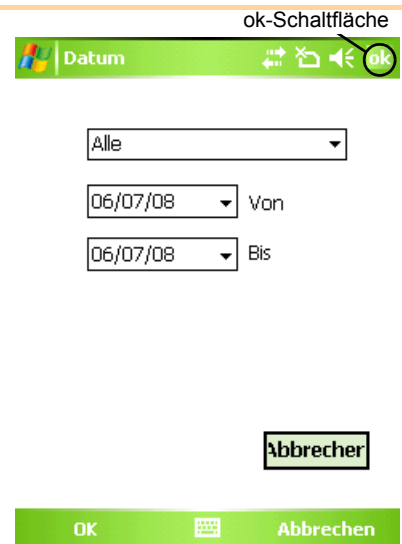 ok-Schaltfläche
Datum ok
Alle
06/07/08 Von
06/07/08 Bis
Abbrecher
OK Abbrechen